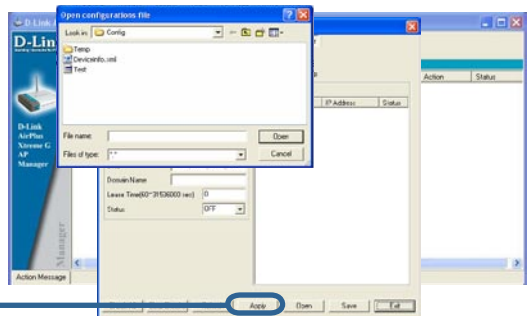 D-Link
Open configurations file
Look in: Config
Temp
Deviceinfo.xml
Test
File name:
Open
Files of type: *.*
Cancel
D-Link
AirPlus
Xtreme G
AP
Manager
Action Status
IP Address Status
Domain Name
Lease Time(60~31536000 sec) 0
Status OFF
Manager
Action Message
Apply Open Save Exit